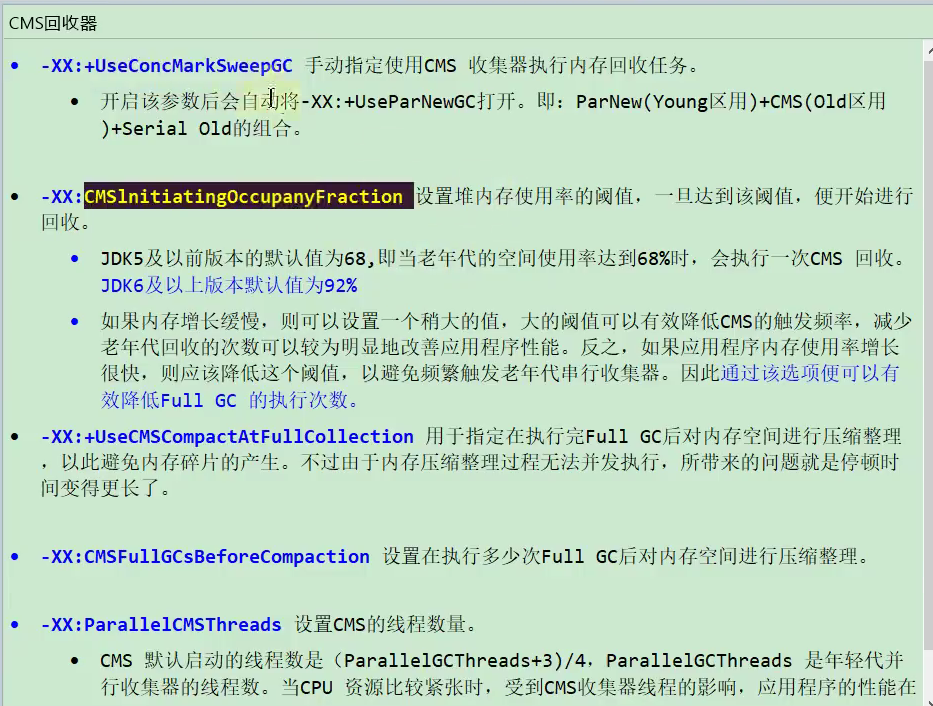 CMS回收器
• -XX:+UseConcMarkSweepGC 手动指定使用CMS 收集器执行内存回收任务。
• 开启该参数后会自动将-XX:+UseParNewGC打开。即: ParNew(Young区用)+CMS(Old区用
)+Serial Old的组合。
• -XX:CMSlnitiatingOccupanyFraction 设置堆内存使用率的阈值，一旦达到该阈值，便开始进行
回收。
• JDK5及以前版本的默认值为68,即当老年代的空间使用率达到68%时，会执行一次CMS 回收。
JDK6及以上版本默认值为92%
• 如果内存增长缓慢，则可以设置一个稍大的值，大的阈值可以有效降低CMS的触发频率，减少
老年代回收的次数可以较为明显地改善应用程序性能。反之，如果应用程序内存使用率增长
很快，则应该降低这个阈值，以避免频繁触发老年代串行收集器。因此通过该选项便可以有
效降低Full GC 的执行次数。
• -XX:+UseCMSCompactAtFullCollection 用于指定在执行完Full GC后对内存空间进行压缩整理
，以此避免内存碎片的产生。不过由于内存压缩整理过程无法并发执行，所带来的问题就是停顿时
间变得更长了。
• -XX:CMSFullGCsBeforeCompaction 设置在执行多少次Full GC后对内存空间进行压缩整理。
• -XX:ParallelCMSThreads 设置CMS的线程数量。
• CMS 默认启动的线程数是（ParallelGCThreads+3)/4，ParallelGCThreads 是年轻代并
行收集器的线程数。当CPU 资源比较紧张时，受到CMS收集器线程的影响，应用程序的性能在